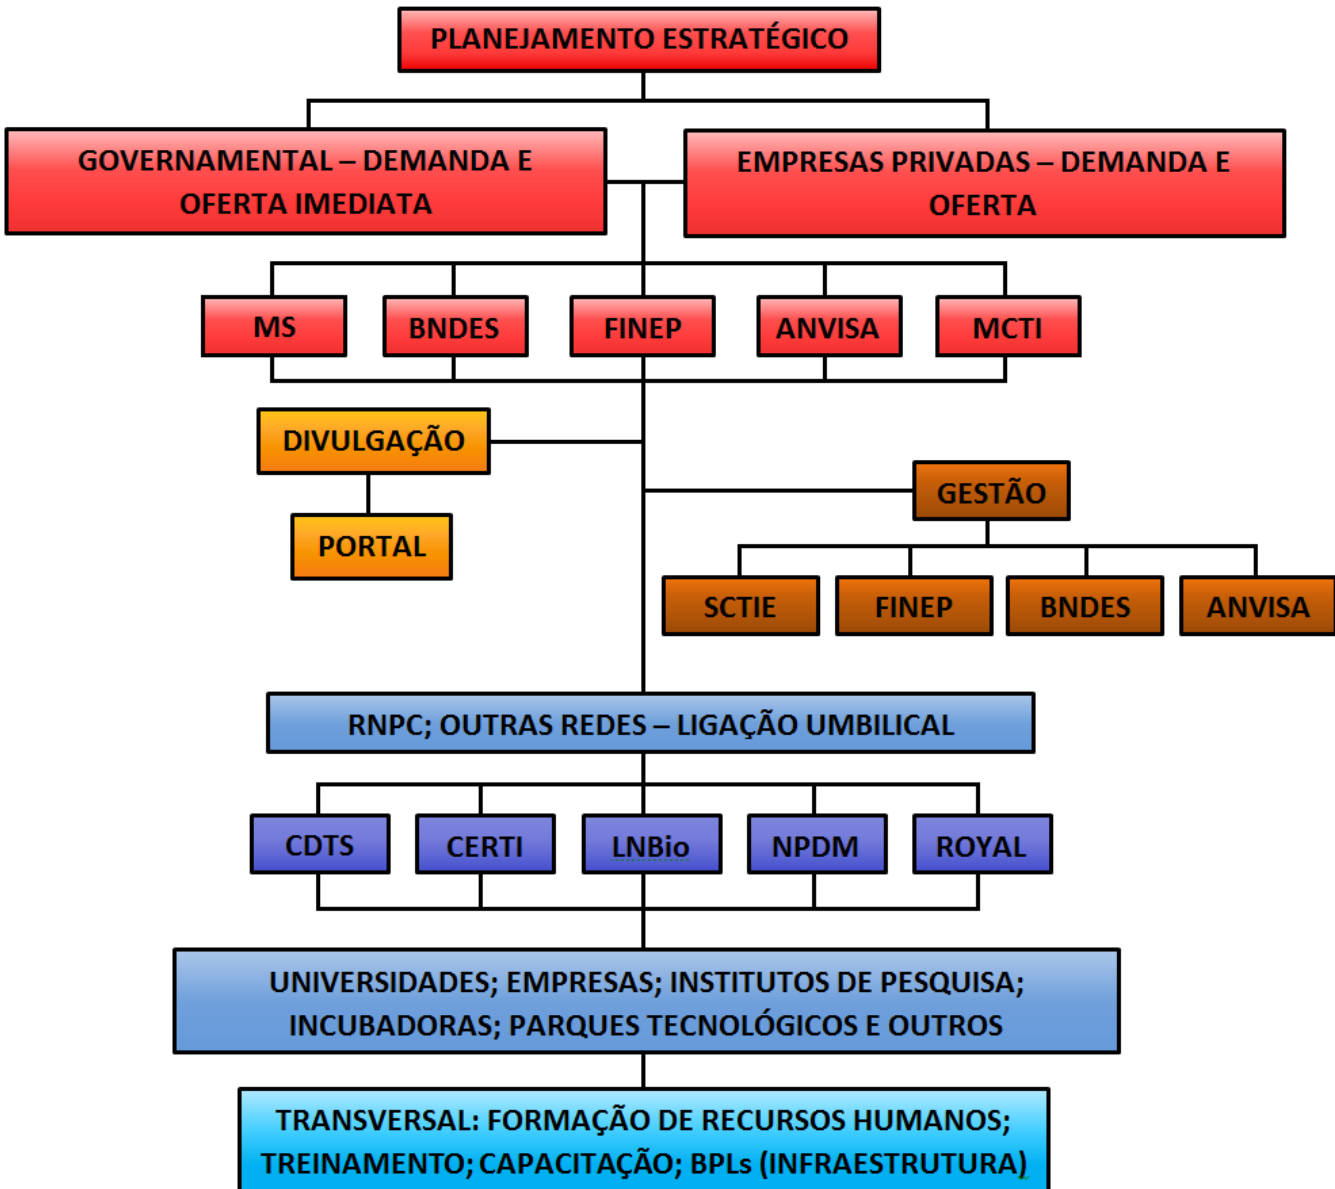 PLANEJAMENTO ESTRATÉGICO
GOVERNAMENTAL – DEMANDA E
OFERTA IMEDIATA
EMPRESAS PRIVADAS – DEMANDA E
OFERTA
MS
BNDES
FINEP
ANVISA
MCTI
DIVULGAÇÃO
PORTAL
GESTÃO
SCTIE
FINEP
BNDES
ANVISA
RNPC; OUTRAS REDES – LIGAÇÃO UMBILICAL
CDTS
CERTI
LNBio
NPDM
ROYAL
UNIVERSIDADES; EMPRESAS; INSTITUTOS DE PESQUISA;
INCUBADORAS; PARQUES TECNOLÓGICOS E OUTROS
TRANSVERSAL: FORMAÇÃO DE RECURSOS HUMANOS;
TREINAMENTO; CAPACITAÇÃO; BPLs (INFRAESTRUTURA)